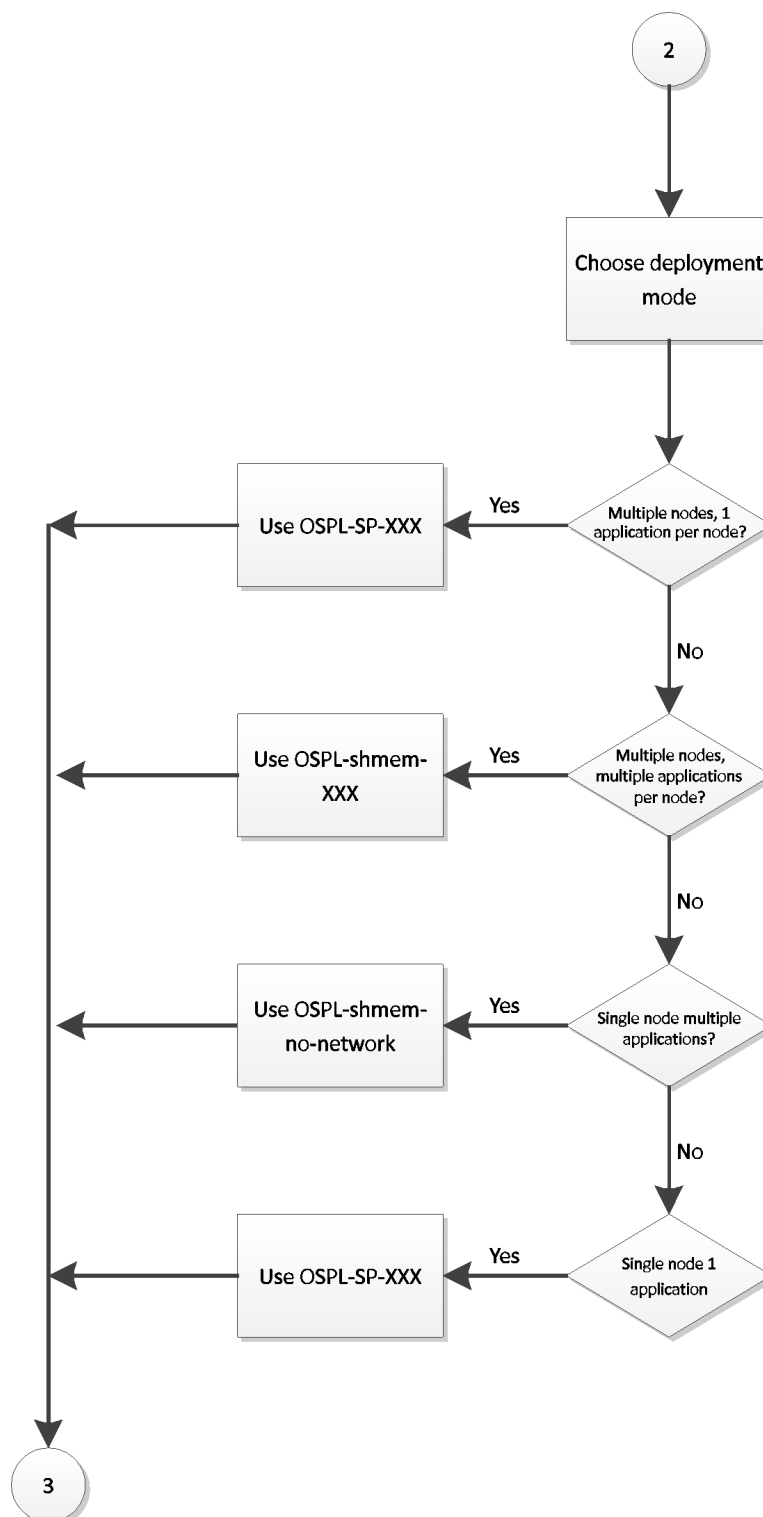 2
Choose deployment
mode
Multiple nodes, 1
application per node?
Yes
Use OSPL-SP-XXX
No
Multiple nodes,
multiple applications
per node?
Yes
Use OSPL-shmem-
XXX
No
Single node multiple
applications?
Yes
Use OSPL-shmem-
no-network
No
Single node 1
application
Yes
Use OSPL-SP-XXX
3